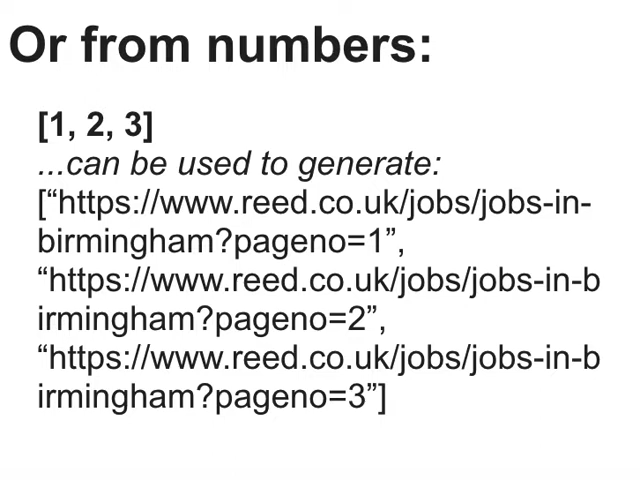 Or from numbers:
[1, 2, 3]
...can be used to generate:
[“https://www.reed.co.uk/jobs/jobs-in-
birmingham?pageno=1”,
“https://www.reed.co.uk/jobs/jobs-in-b
irmingham?pageno=2”,
“https://www.reed.co.uk/jobs/jobs-in-b
irmingham?pageno=3”]